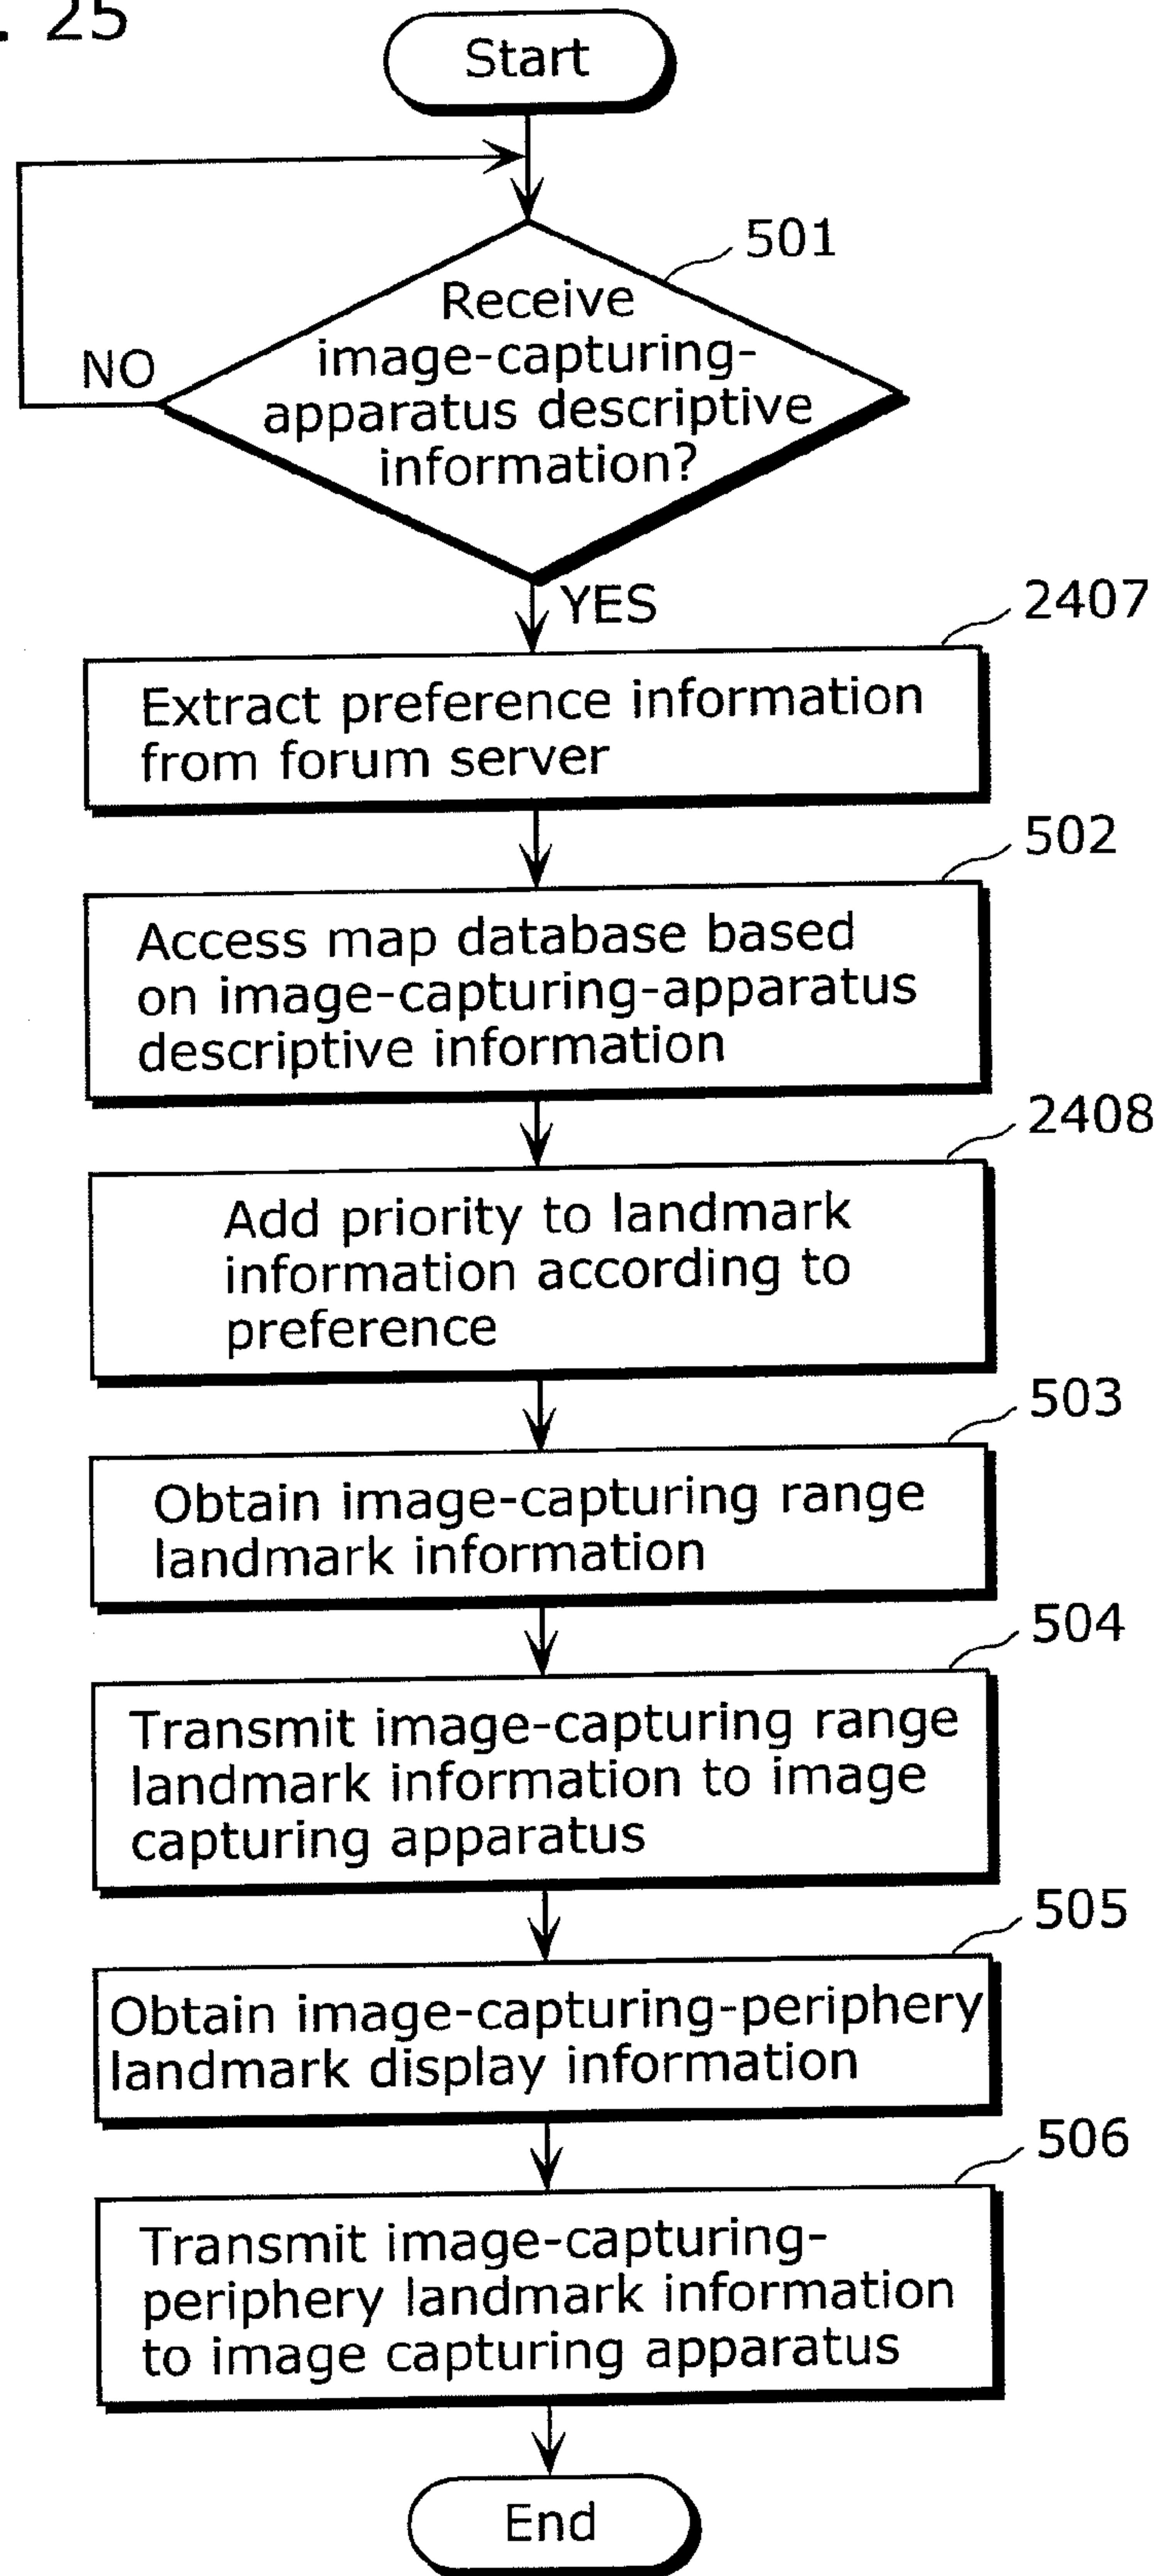 . 25
Start
501
Receive
image-capturing-
apparatus descriptive
information?
NO
YES
2407
Extract preference information
from forum server
502
Access map database based
on image-capturing-apparatus
descriptive information
2408
Add priority to landmark
information according to
preference
503
Obtain image-capturing range
landmark information
504
Transmit image-capturing range
landmark information to image
capturing apparatus
505
Obtain image-capturing-periphery
landmark display information
506
Transmit image-capturing-
periphery landmark information
to image capturing apparatus
End